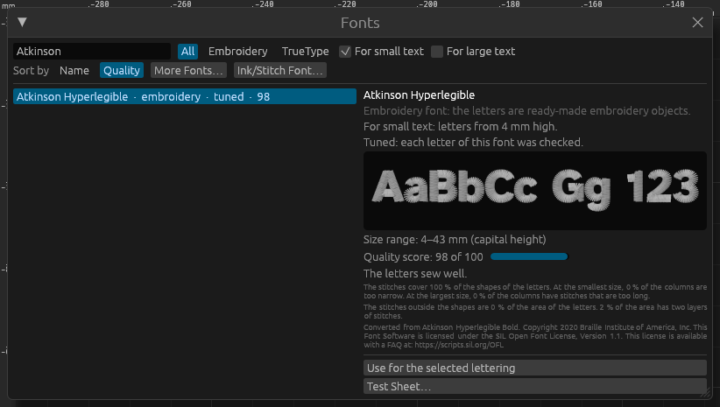 mm
-280
-260
-240
-220
-200
-180
-160
-140
Fonts
Atkinson
All
Embroidery
TrueType
For small text
For large text
Sort by
Name
Quality
More Fonts…
Ink/Stitch Font…
Atkinson Hyperlegible · embroidery · tuned · 98
Atkinson Hyperlegible
Embroidery font: the letters are ready-made embroidery objects.
For small text: letters from 4 mm high.
Tuned: each letter of this font was checked.
AaBbCc Gg 123
Size range: 4–43 mm (capital height)
Quality score: 98 of 100
The letters sew well.
The stitches cover 100 % of the shapes of the letters. At the smallest size, 0 % of the columns are
too narrow. At the largest size, 0 % of the columns have stitches that are too long.
The stitches outside the shapes are 0 % of the area of the letters. 2 % of the area has two layers
of stitches.
Converted from Atkinson Hyperlegible Bold. Copyright 2020 Braille Institute of America, Inc. This
Font Software is licensed under the SIL Open Font License, Version 1.1. This license is available
with a FAQ at: https://scripts.sil.org/OFL
Use for the selected lettering
Test Sheet…